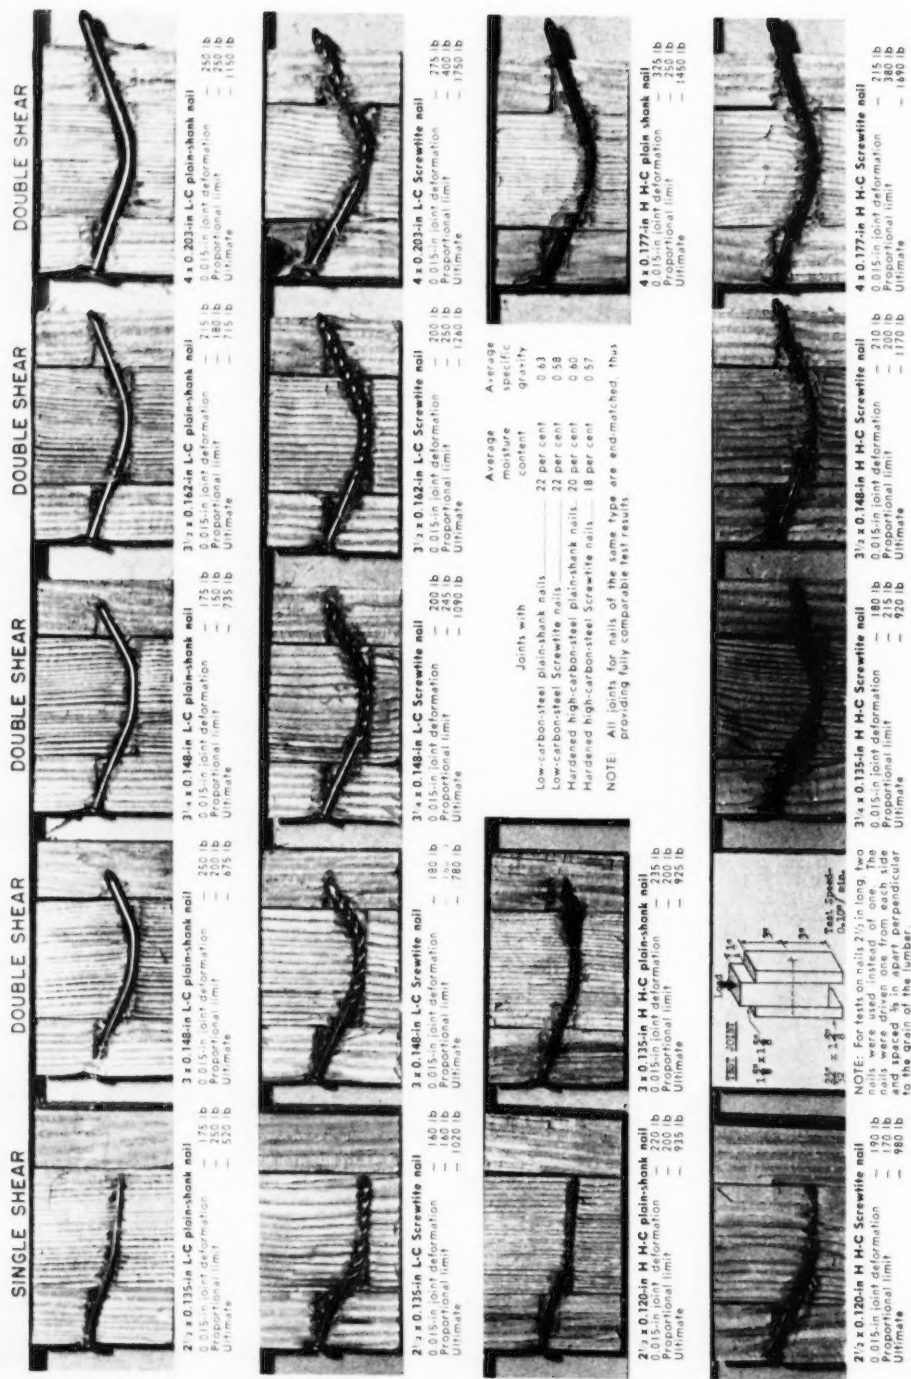 SINGLE SHEAR
DOUBLE SHEAR
DOUBLE SHEAR
DOUBLE SHEAR
DOUBLE SHEAR
2½ x 0.135-in L-C plain-shank nail
0.015-in joint deformation — 175 lb
Proportional limit — 250 lb
Ultimate — 520 lb
3 x 0.148-in L-C plain-shank nail
0.015-in joint deformation — 250 lb
Proportional limit — 200 lb
Ultimate — 675 lb
3¼ x 0.148-in L-C plain-shank nail
0.015-in joint deformation — 175 lb
Proportional limit — 150 lb
Ultimate — 735 lb
3½ x 0.162-in L-C plain-shank nail
0.015-in joint deformation — 215 lb
Proportional limit — 180 lb
Ultimate — 715 lb
4 x 0.203-in L-C plain-shank nail
0.015-in joint deformation — 250 lb
Proportional limit — 250 lb
Ultimate — 1150 lb
2½ x 0.135-in L-C Screwtite nail
0.015-in joint deformation — 160 lb
Proportional limit — 160 lb
Ultimate — 1020 lb
3 x 0.148-in L-C Srewtite nail
0.015-in joint deformation — 180 lb
Proportional limit —
Ultimate — 780 lb
3¼ x 0.148-in L-C Screwtite nail
0.015-in joint deformation — 200 lb
Proportional limit — 245 lb
Ultimate — 1090 lb
3½ x 0.162-in L-C Screwtite nail
0.015-in joint deformation — 200 lb
Proportional limit — 250 lb
Ultimate — 1260 lb
4 x 0.203-in L-C Screwtite nail
0.015-in joint deformation — 275 lb
Proportional limit — 400 lb
Ultimate — 1750 lb
2½ x 0.120-in H H-C plain-shank nail
0.015-in joint deformation — 220 lb
Proportional limit — 200 lb
Ultimate — 935 lb
3 x 0.135-in H H-C plain-shank nail
0.015-in joint deformation — 235 lb
Proportional limit — 200 lb
Ultimate — 925 lb
Joints with Average moisture content Average specific gravity
Low-carbon-steel plain-shank nails 22 per cent 0.63
Low-carbon-steel Screwtite nails 22 per cent 0.58
Hardened high-carbon-steel plain-shank nails 20 per cent 0.60
Hardened high-carbon-steel Screwtite nails 18 per cent 0.57
NOTE: All joints for nails of the same type are end-matched, thus
providing fully comparable test results
4 x 0.177-in H H-C plain shank nail
0.015-in joint deformation — 325 lb
Proportional limit — 250 lb
Ultimate — 1450 lb
2½ x 0.120-in H H-C Screwtite nail
0.015-in joint deformation — 190 lb
Proportional limit — 170 lb
Ultimate — 980 lb
TEST JOINT
Load
1"
3"
3"
Test Speed-
0.10"/ min.
NOTE: For tests on nails 2½ in long, two
nails were used instead of one. The
nails were driven one from each side
and spaced ⅜ in apart perpendicular
to the grain of the lumber.
3¼ x 0.135-in H H-C Screwtite nail
0.015-in joint deformation — 180 lb
Proportional limit — 215 lb
Ultimate — 920 lb
3½ x 0.148-in H H-C Screwtite nail
0.015-in joint deformation — 210 lb
Proportional limit — 200 lb
Ultimate — 1170 lb
4 x 0.177-in H H-C Screwtite nail
0.015-in joint deformation — 215 lb
Proportional limit — 380 lb
Ultimate — 1690 lb